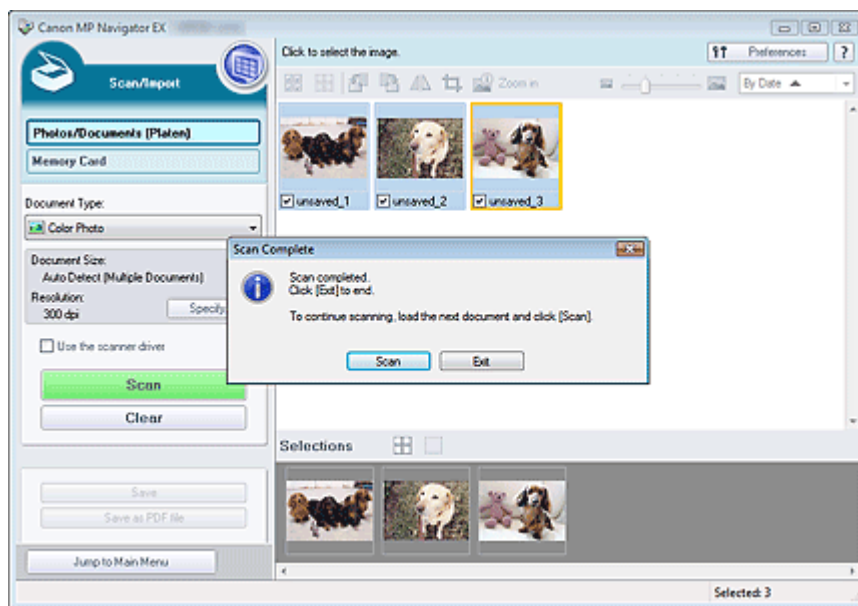 Canon MP Navigator EX
Scan/Import
Click to select the image.
Preferences
?
Zoom in
By Date
Photos/Documents (Platen)
Memory Card
unsaved_1
unsaved_2
unsaved_3
Document Type:
Color Photo
Document Size:
Auto Detect (Multiple Documents)
Resolution:
300 dpi
Specify
Use the scanner driver
Scan
Clear
Scan Complete
Scan completed.
Click [Exit] to end.
To continue scanning, load the next document and click [Scan].
Scan
Exit
Selections
Save
Save as PDF file
Jump to Main Menu
Selected: 3